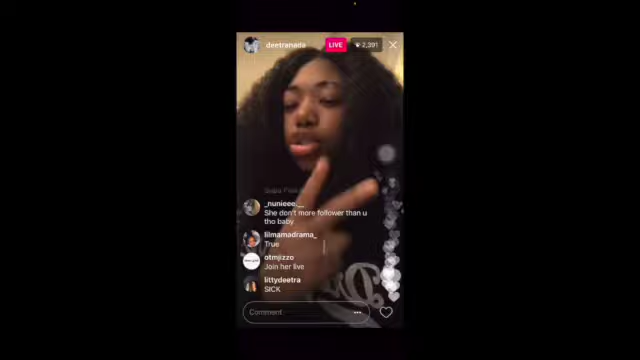 deetranada LIVE 2,391
_nunieee.__
She don't more follower than u
tho baby
lilmamadrama_
True
otmjizzo
Join her live
littydeetra
SICK
Comment